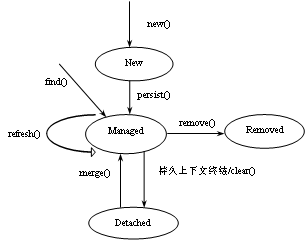 new()
New
find()
persist()
Managed
remove()
Removed
refresh()
merge()
持久上下文终结/clear()
Detached